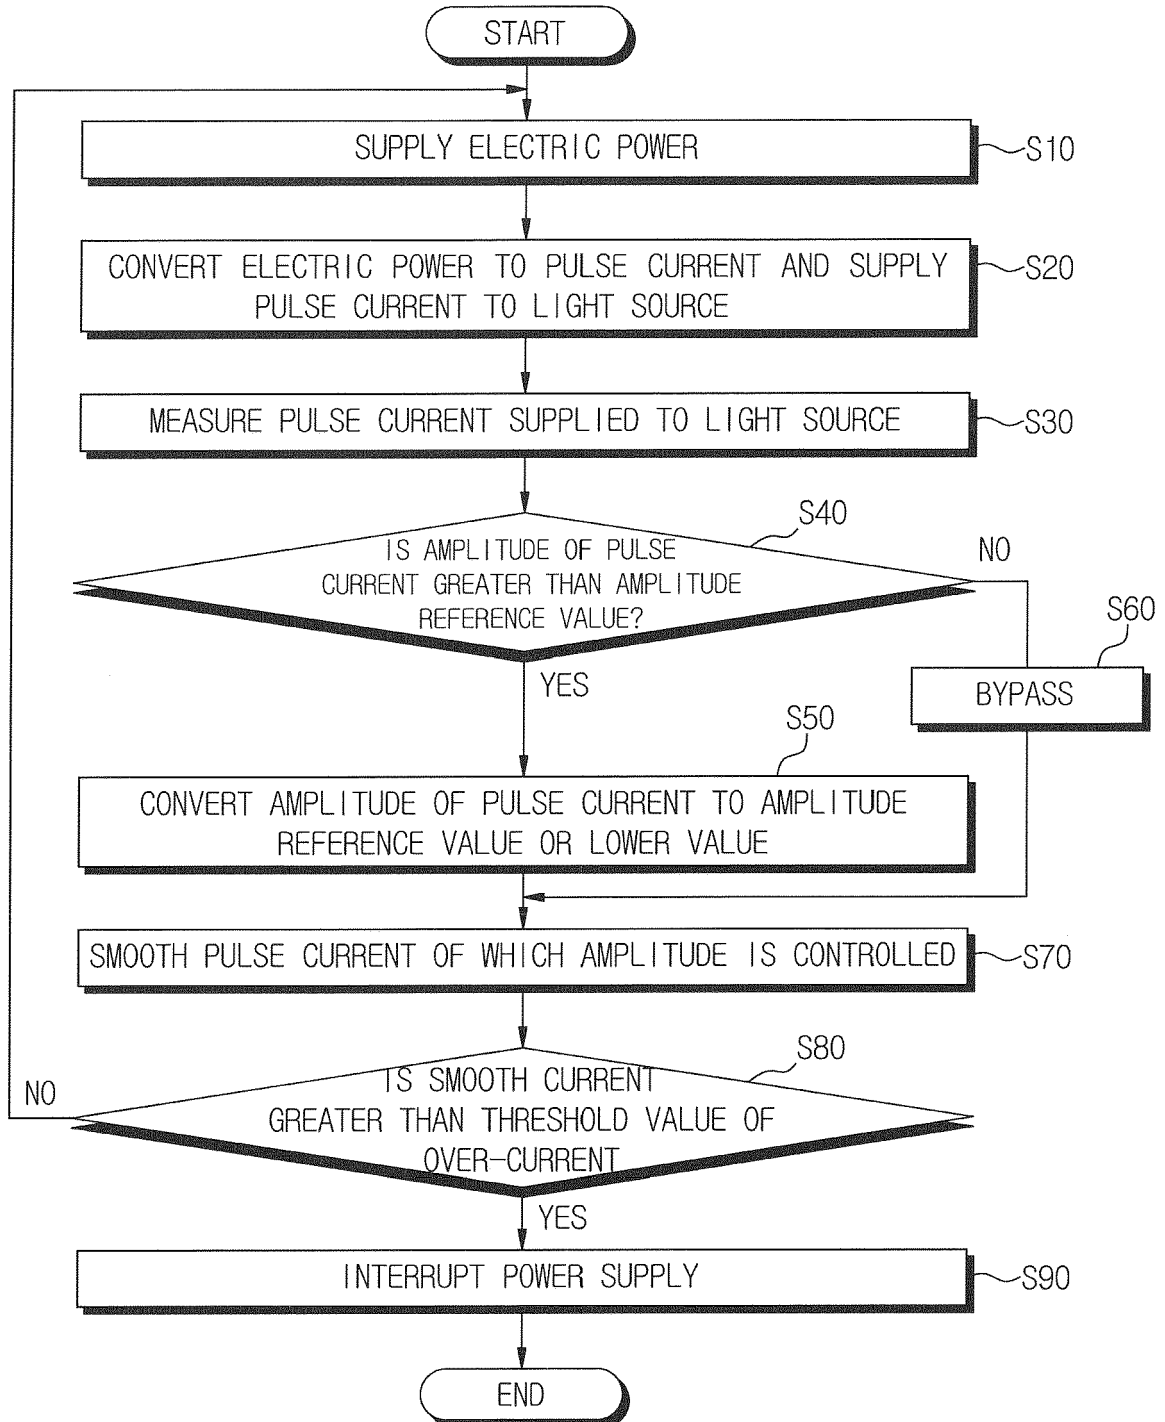 START
SUPPLY ELECTRIC POWER
S10
CONVERT ELECTRIC POWER TO PULSE CURRENT AND SUPPLY
PULSE CURRENT TO LIGHT SOURCE
S20
MEASURE PULSE CURRENT SUPPLIED TO LIGHT SOURCE
S30
S40
IS AMPLITUDE OF PULSE
CURRENT GREATER THAN AMPLITUDE
REFERENCE VALUE?
NO
YES
S60
BYPASS
S50
CONVERT AMPLITUDE OF PULSE CURRENT TO AMPLITUDE
REFERENCE VALUE OR LOWER VALUE
SMOOTH PULSE CURRENT OF WHICH AMPLITUDE IS CONTROLLED
S70
S80
IS SMOOTH CURRENT
GREATER THAN THRESHOLD VALUE OF
OVER-CURRENT
NO
YES
INTERRUPT POWER SUPPLY
S90
END